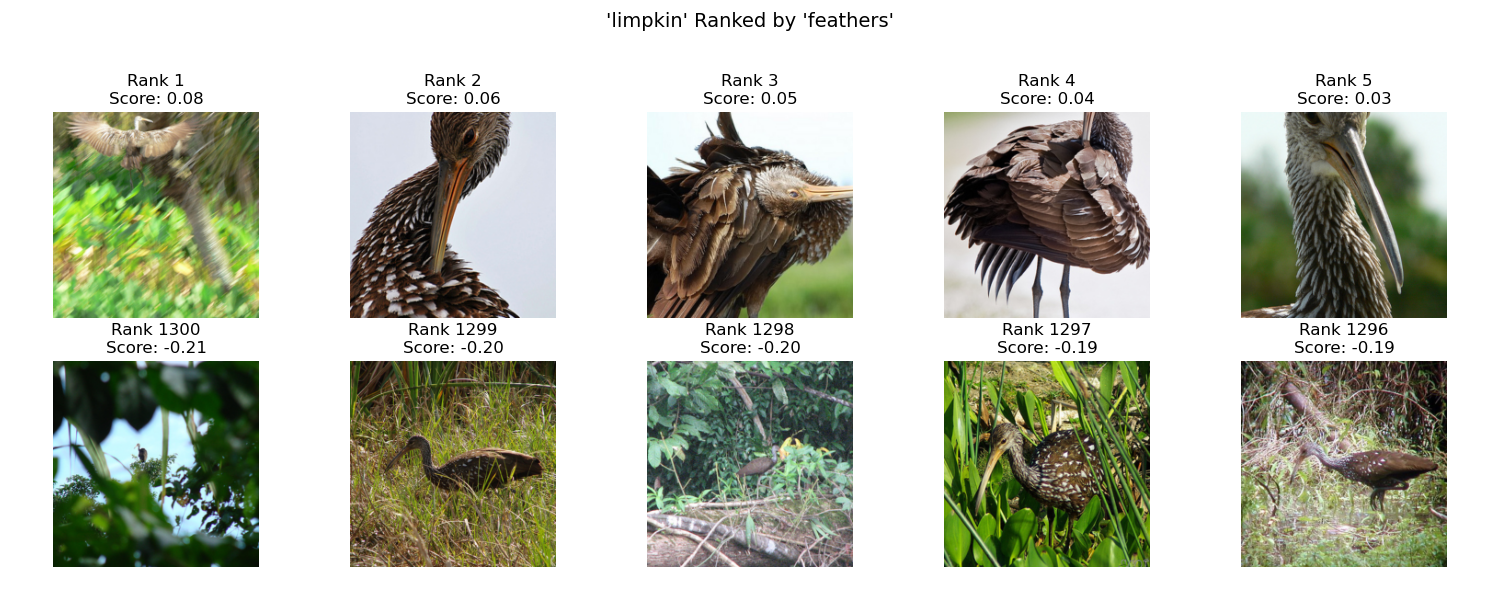 'limpkin' Ranked by 'feathers'
Rank 1
Score: 0.08
Rank 2
Score: 0.06
Rank 3
Score: 0.05
Rank 4
Score: 0.04
Rank 5
Score: 0.03
Rank 1300
Score: -0.21
Rank 1299
Score: -0.20
Rank 1298
Score: -0.20
Rank 1297
Score: -0.19
Rank 1296
Score: -0.19